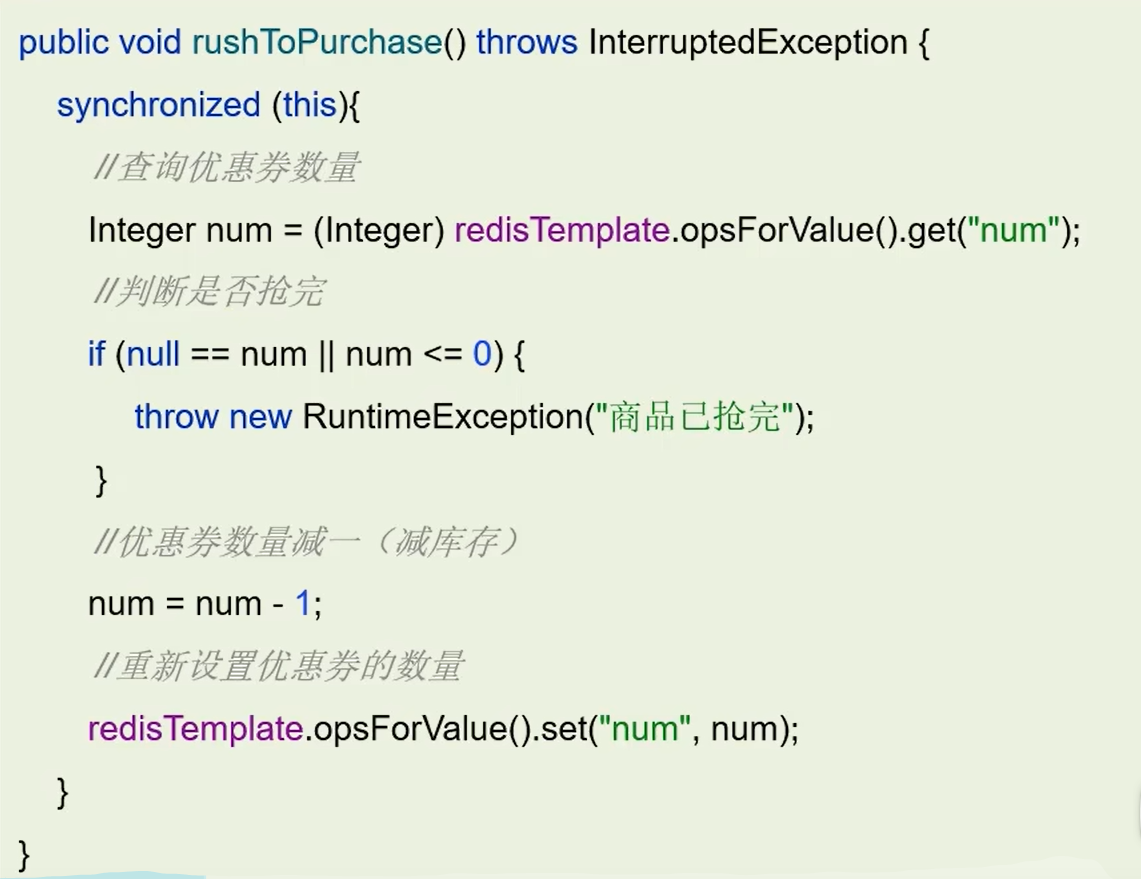 public void rushToPurchase() throws InterruptedException {
synchronized (this){
//查询优惠券数量
Integer num = (Integer) redisTemplate.opsForValue().get("num");
//判断是否抢完
if (null == num || num <= 0) {
throw new RuntimeException("商品已抢完");
}
//优惠券数量减一（减库存）
num = num - 1;
//重新设置优惠券的数量
redisTemplate.opsForValue().set("num", num);
}
}